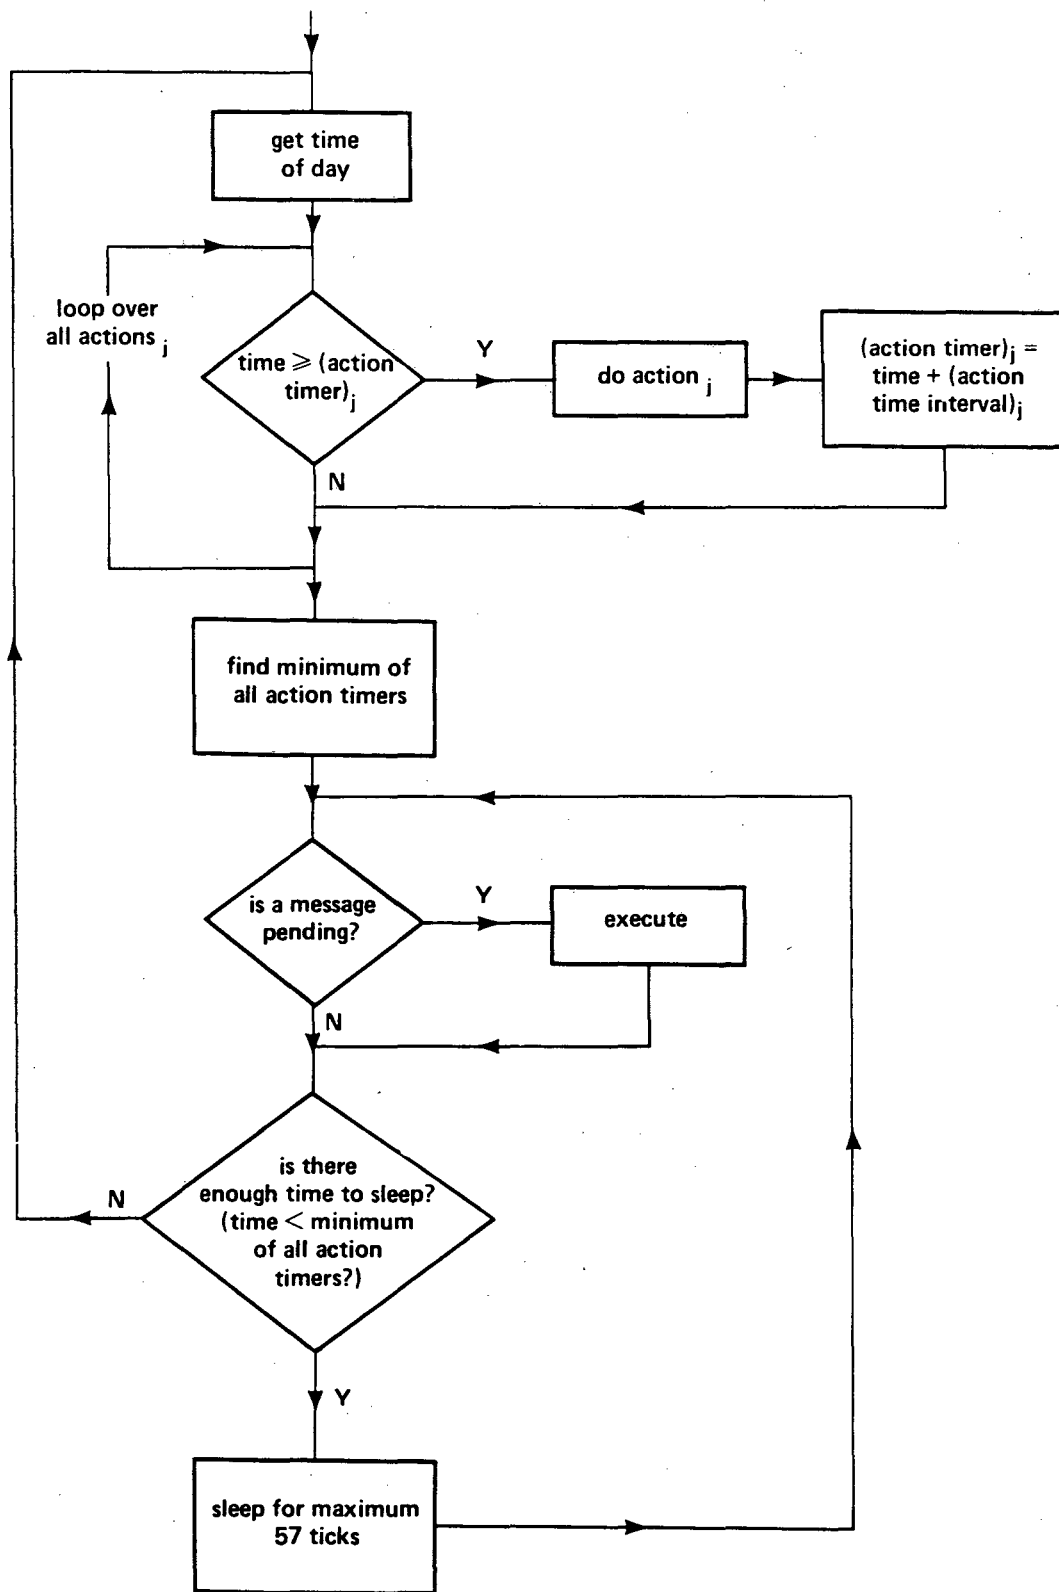 get time
of day
loop over
all actions j
time ≥ (action
timer)j
Y
do action j
(action timer)j =
time + (action
time interval)j
N
find minimum of
all action timers
is a message
pending?
Y
execute
N
is there
enough time to sleep?
(time < minimum
of all action
timers?)
N
Y
sleep for maximum
57 ticks